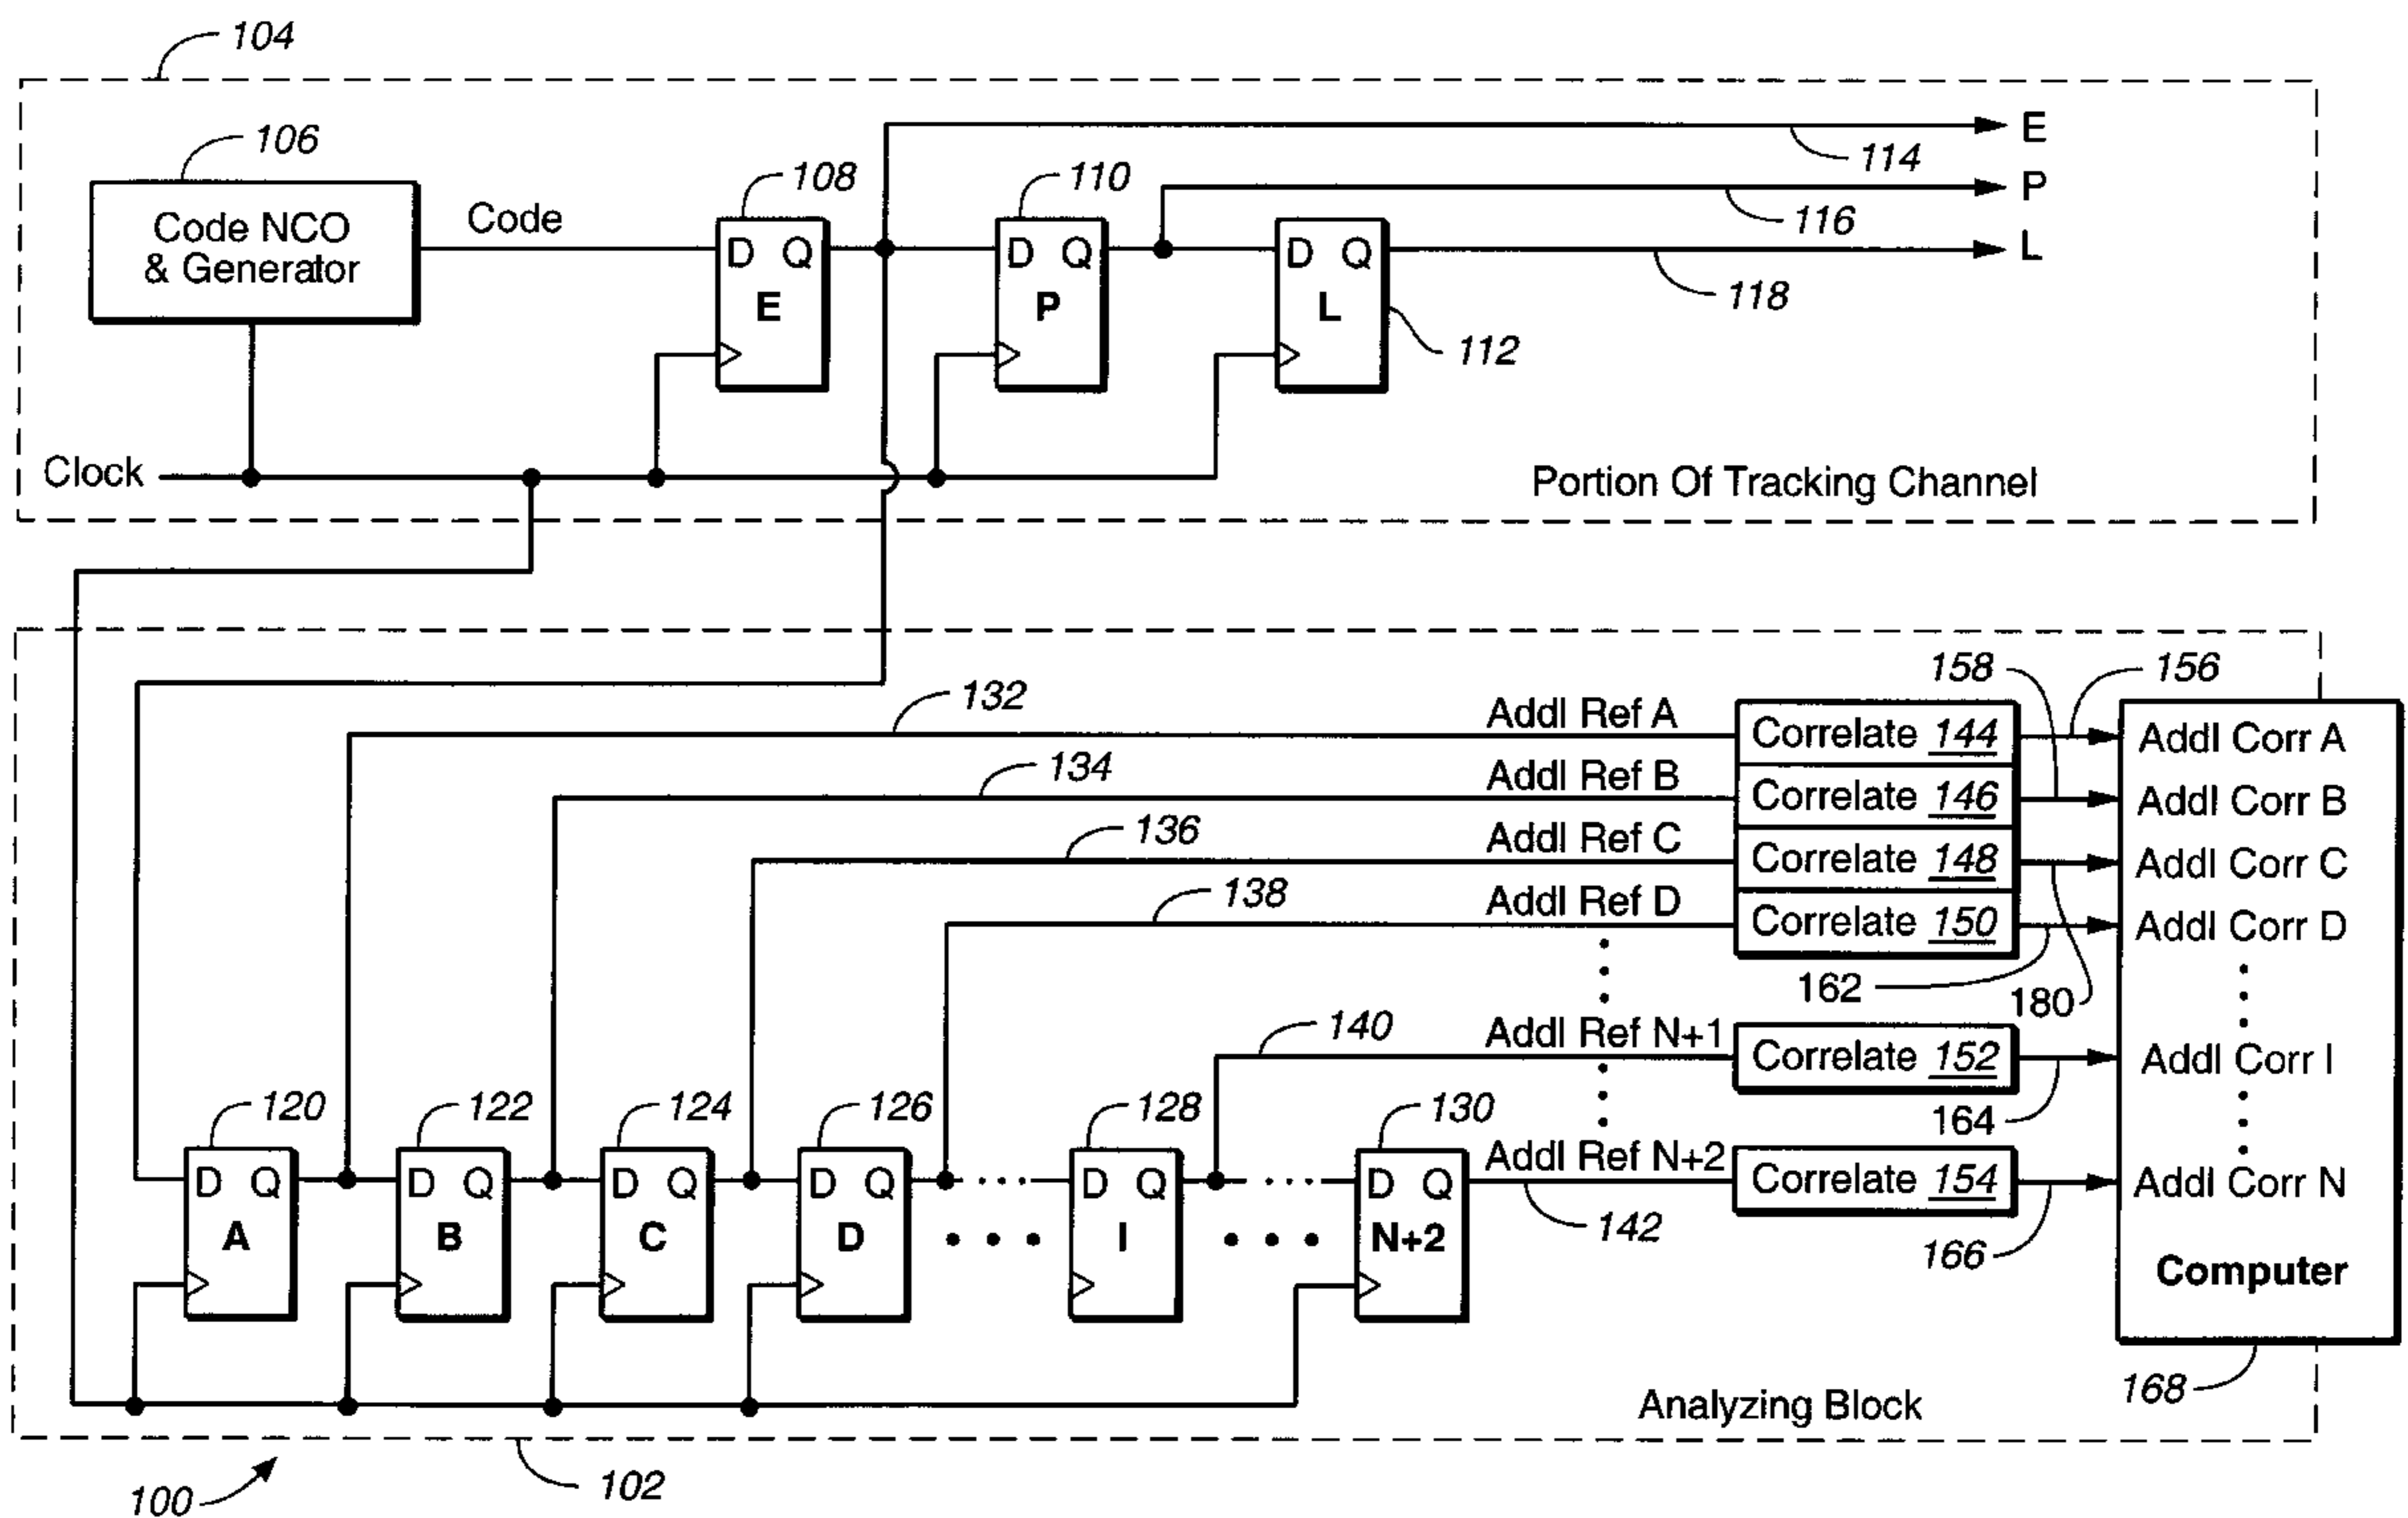 104
106
Code NCO
& Generator
Code
108
D Q
E
110
D Q
P
D Q
L
112
E
114
P
116
L
118
Clock
Portion Of Tracking Channel
132
134
136
138
140
Addl Ref A
Addl Ref B
Addl Ref C
Addl Ref D
Addl Ref N+1
Addl Ref N+2
142
Correlate 144
Correlate 146
Correlate 148
Correlate 150
Correlate 152
Correlate 154
158
156
162
180
164
166
Addl Corr A
Addl Corr B
Addl Corr C
Addl Corr D
Addl Corr I
Addl Corr N
Computer
168
120
D Q
A
122
D Q
B
124
D Q
C
126
D Q
D
128
D Q
I
130
D Q
N+2
Analyzing Block
100
102